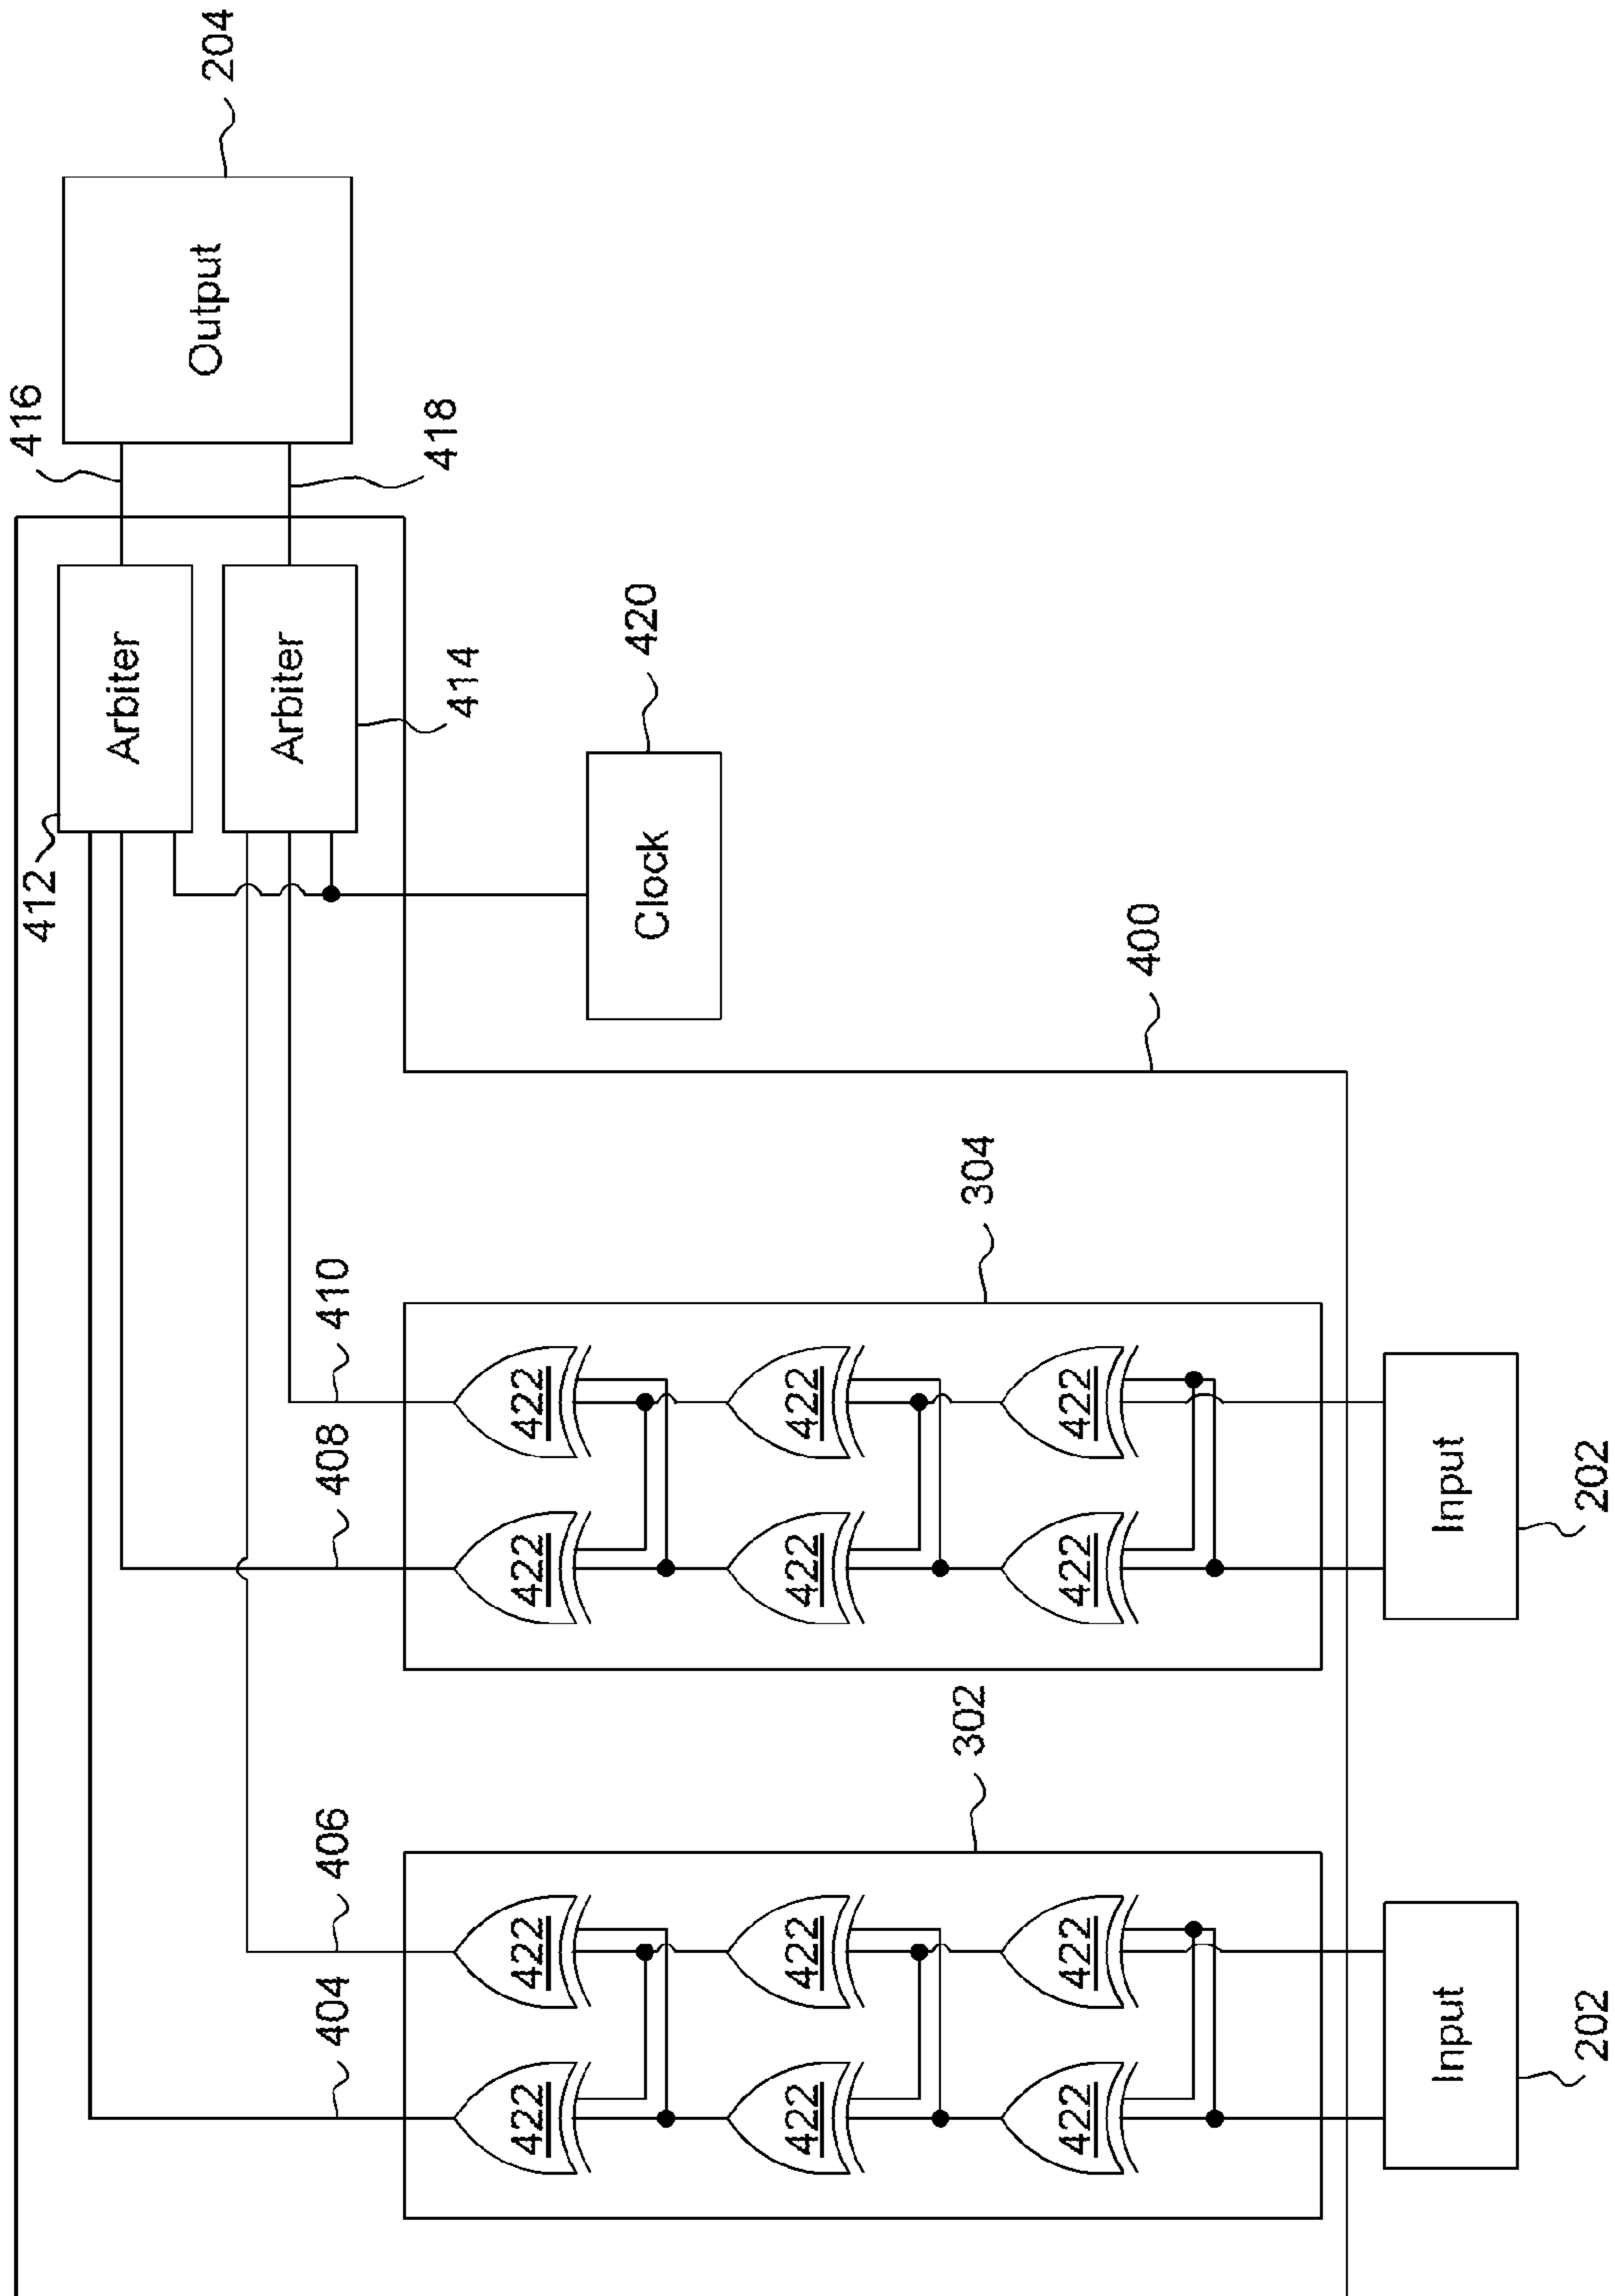 412 416
Arbiter
Output 204
Arbiter
404 406 408 410
414 418
422 422 422 422
Clock 420
422 422 422 422
302 304
422 422 422 422
400
Input Input
202 202